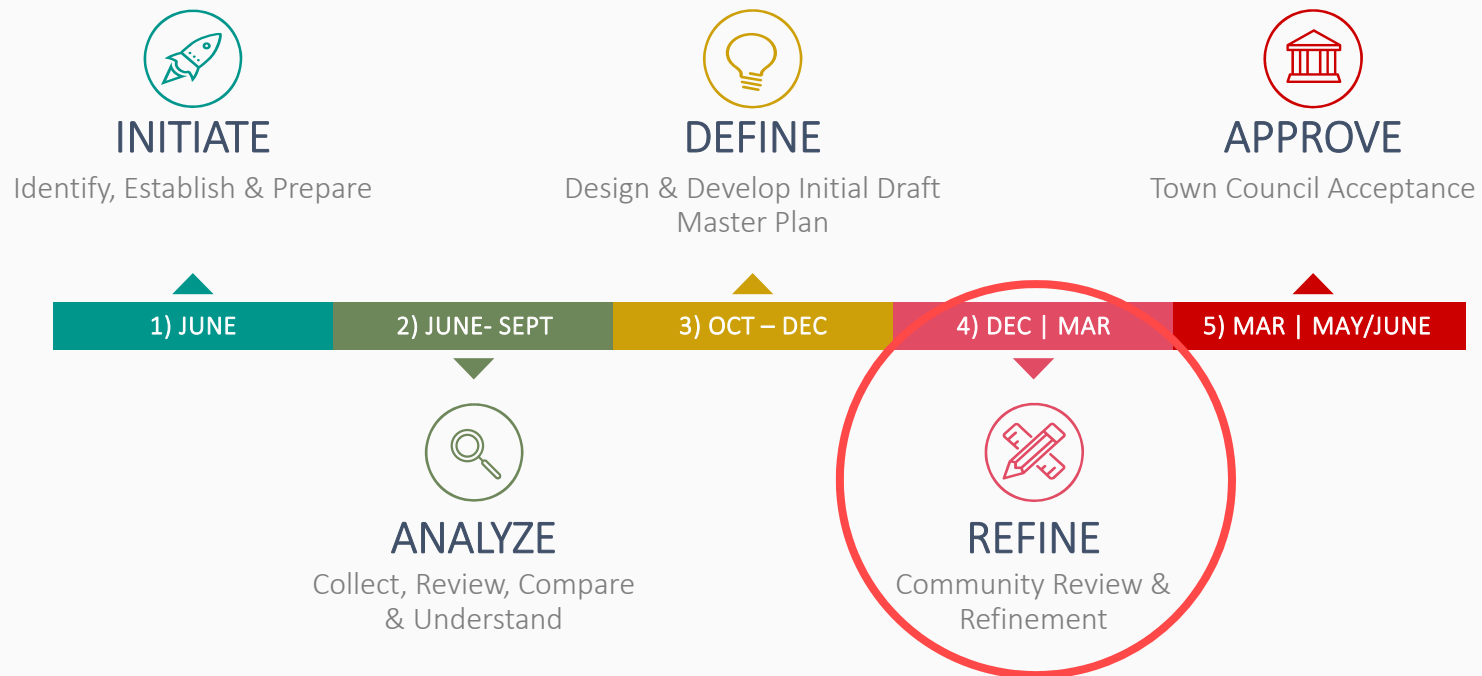 INITIATE
Identify, Establish & Prepare
DEFINE
Design & Develop Initial Draft
Master Plan
APPROVE
Town Council Acceptance
1) JUNE
2) JUNE- SEPT
3) OCT – DEC
4) DEC | MAR
5) MAR | MAY/JUNE
ANALYZE
Collect, Review, Compare
& Understand
REFINE
Community Review &
Refinement